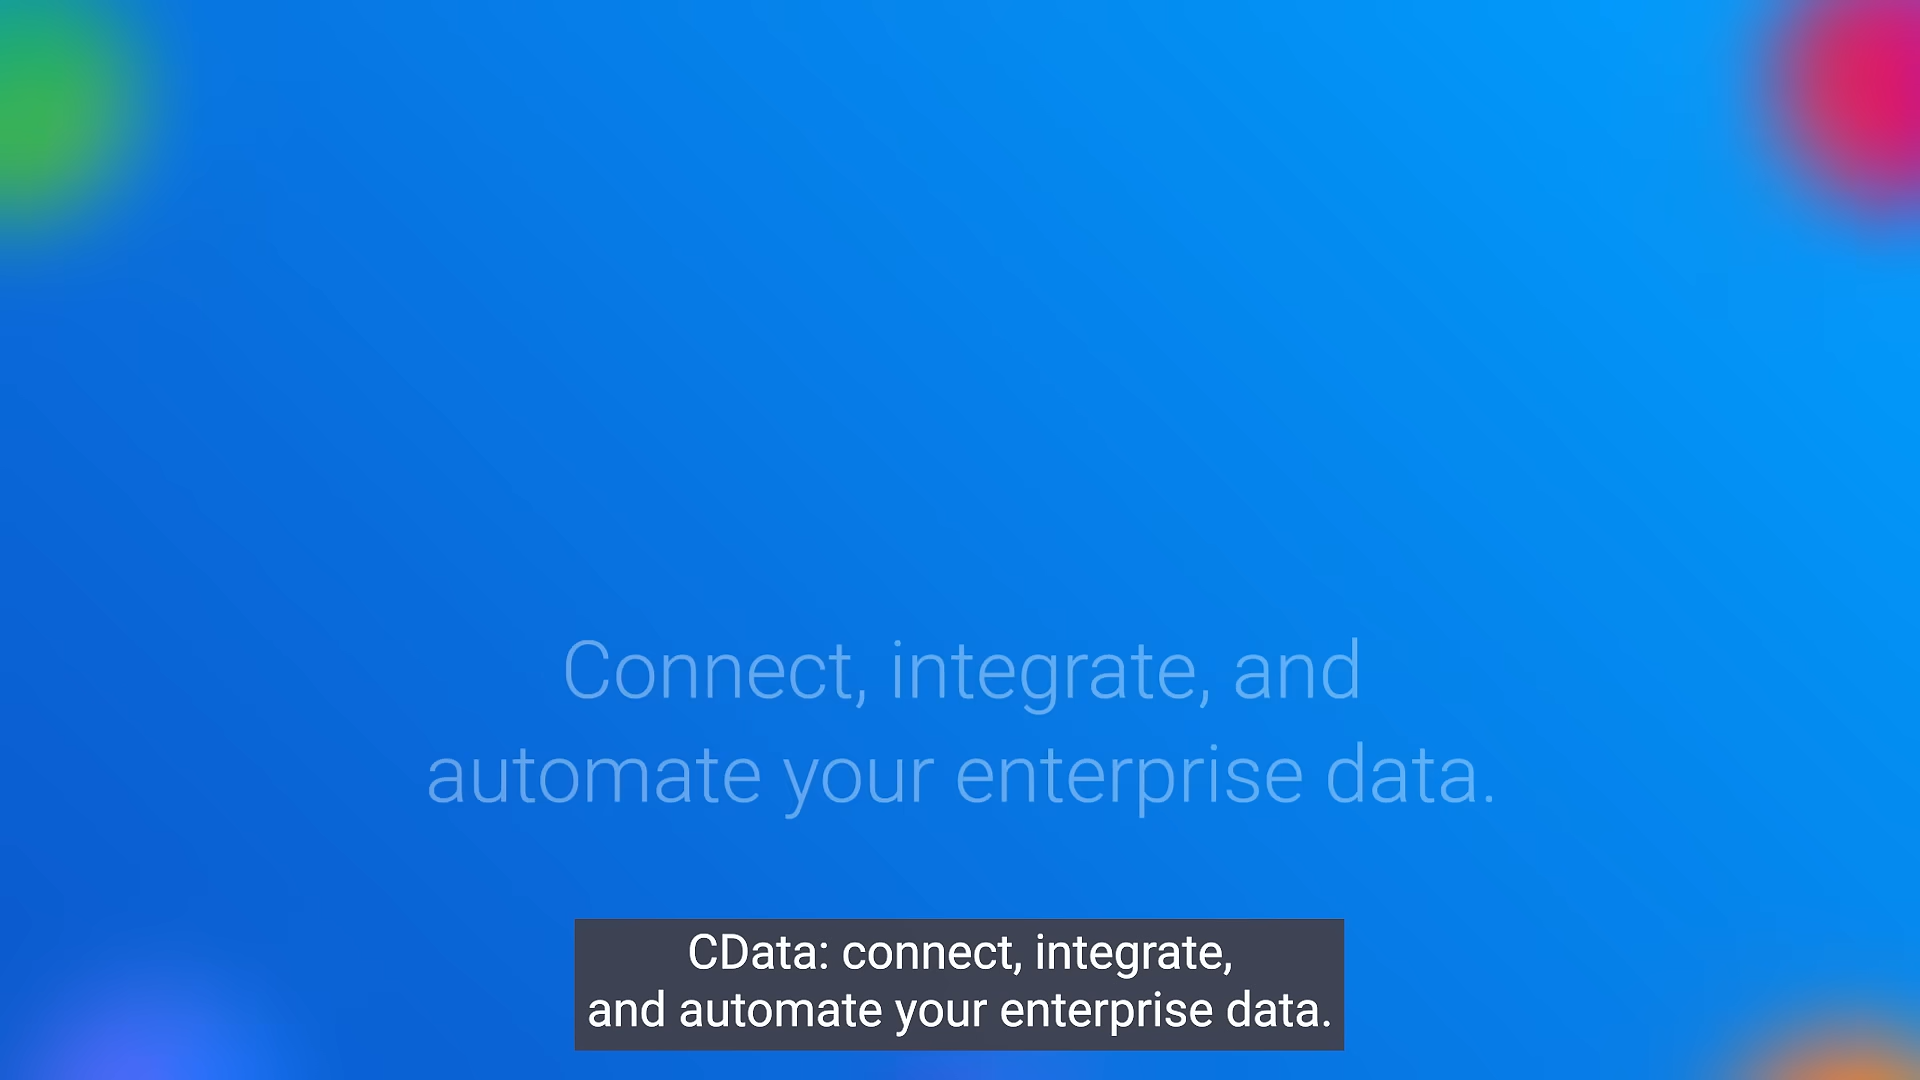 Connect, integrate, and
automate your enterprise data.
CData: connect, integrate,
and automate your enterprise data.